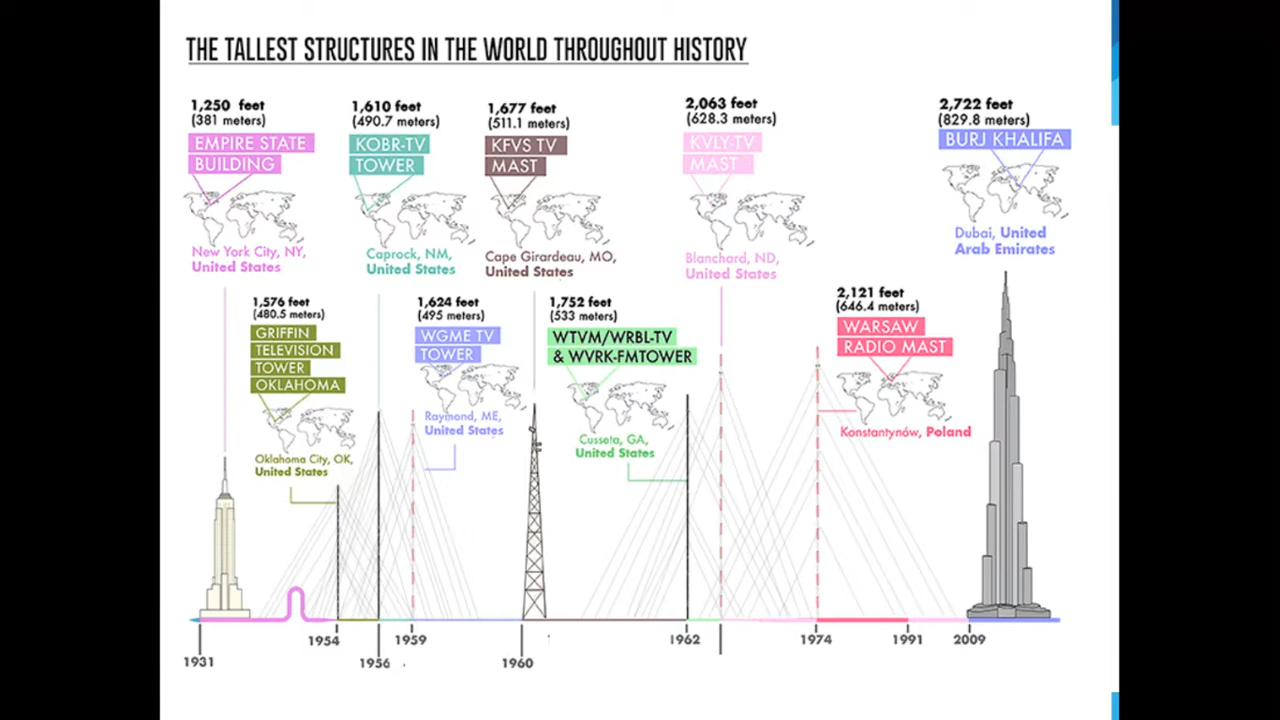 THE TALLEST STRUCTURES IN THE WORLD THROUGHOUT HISTORY
1,250 feet
(381 meters)
EMPIRE STATE
BUILDING
New York City, NY,
United States
1,610 feet
(490.7 meters)
KOBR-TV
TOWER
Caprock, NM,
United States
1,677 feet
(511.1 meters)
KFVS TV
MAST
Cape Girardeau, MO,
United States
2,063 feet
(628.3 meters)
KVLY-TV
MAST
Blanchard, ND,
United States
2,722 feet
(829.8 meters)
BURJ KHALIFA
Dubai, United
Arab Emirates
1,576 feet
(480.5 meters)
GRIFFIN
TELEVISION
TOWER
OKLAHOMA
Oklahoma City, OK,
United States
1,624 feet
(495 meters)
WGME TV
TOWER
Raymond, ME,
United States
1,752 feet
(533 meters)
WTVM/WRBL-TV
& WVRK-FMTOWER
Cusseta, GA,
United States
2,121 feet
(646.4 meters)
WARSAW
RADIO MAST
Konstantynów, Poland
1931
1954
1956
1959
1960
1962
1974
1991
2009